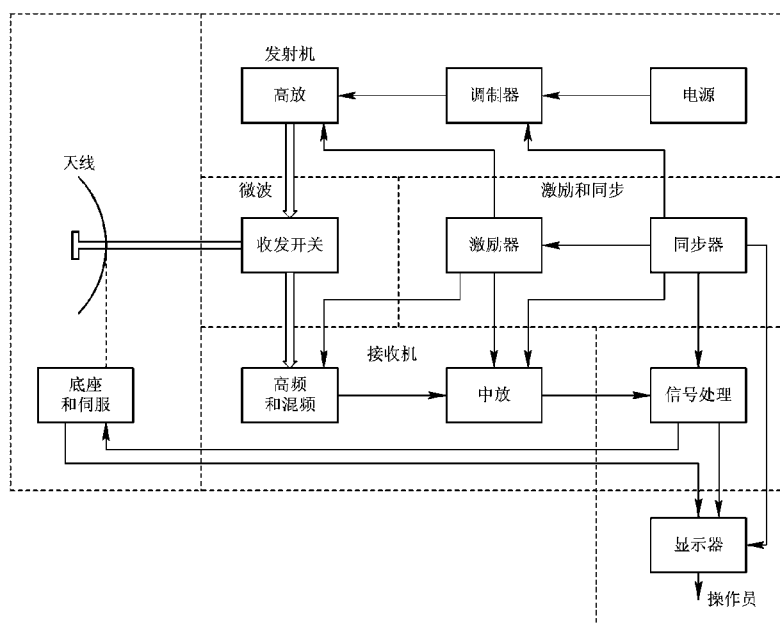 发射机
高放
调制器
电源
天线
微波
激励和同步
收发开关
激励器
同步器
接收机
底座
和伺服
高频
和混频
中放
信号处理
显示器
操作员